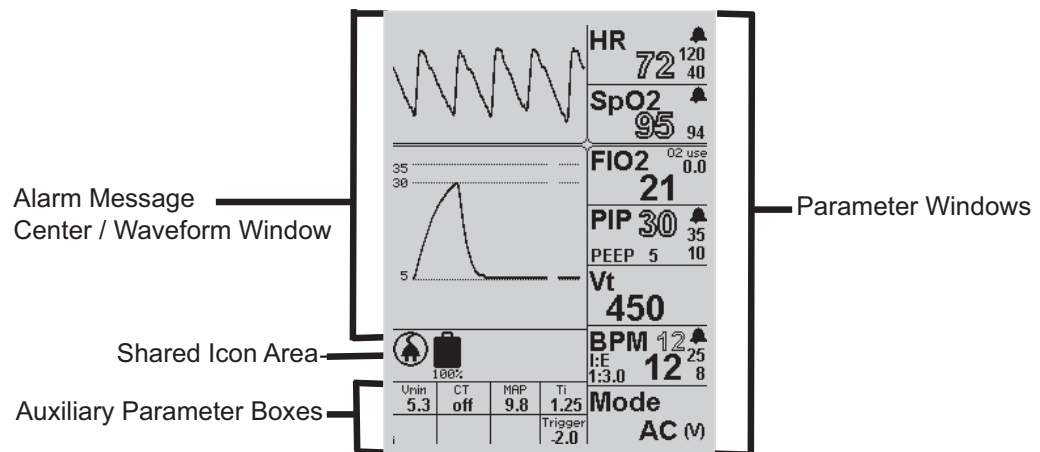 Alarm Message
Center / Waveform Window
Shared Icon Area
Auxiliary Parameter Boxes
35
30
5
100%
Vmin
5.3
CT
off
MAP
9.8
Ti
1.25
Trigger
-2.0
HR
72
120
40
SpO2
95
94
FIO2
O2 use
0.0
21
PIP 30
35
PEEP 5
10
Vt
450
BPM 12
25
I:E
1:3.0
12
8
Mode
AC (V)
Parameter Windows